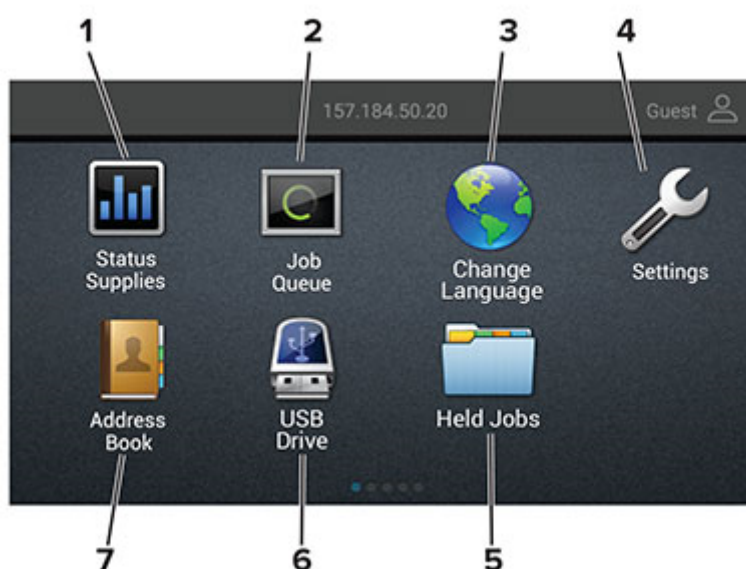 1 2 3 4
157.184.50.20 Guest
Status
Supplies
Job
Queue
Change
Language
Settings
Address
Book
USB
Drive
Held Jobs
7 6 5